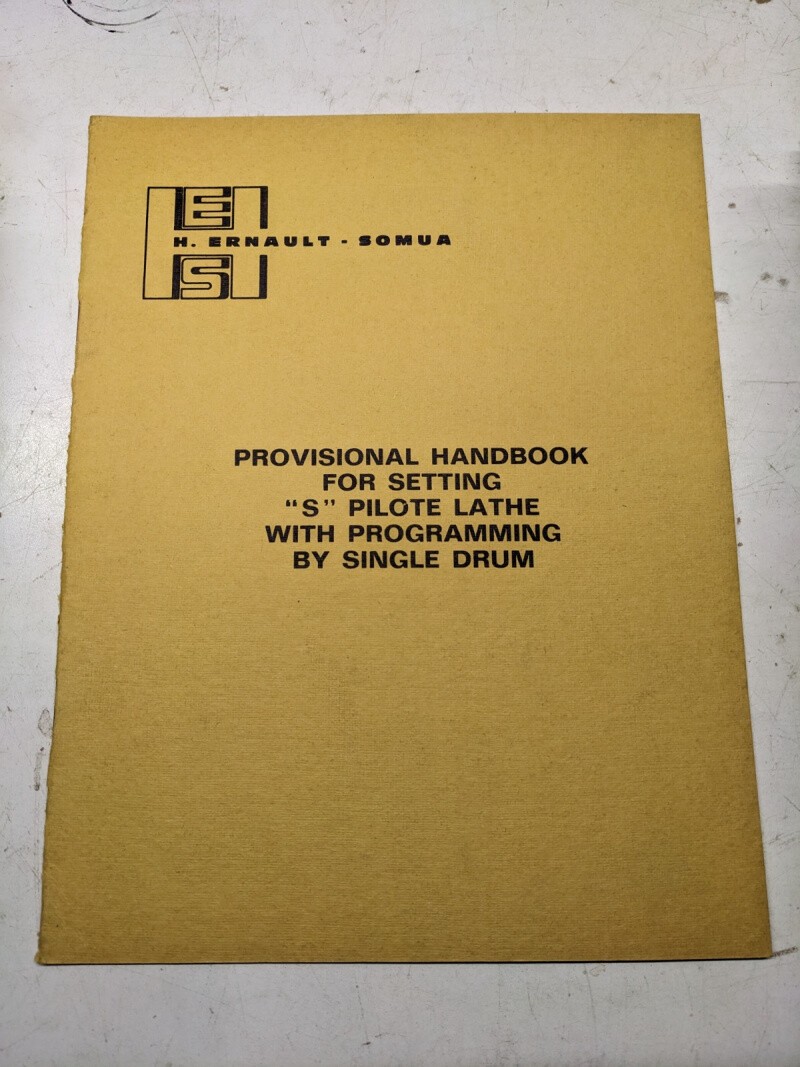 E
H. ERNAULT - SOMUA
S
PROVISIONAL HANDBOOK
FOR SETTING
“S” PILOTE LATHE
WITH PROGRAMMING
BY SINGLE DRUM